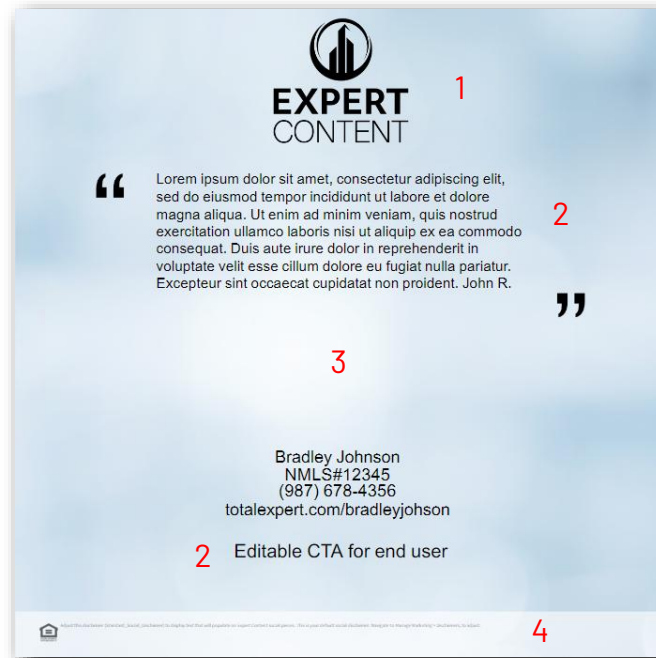 EXPERT
CONTENT
1
“
Lorem ipsum dolor sit amet, consectetur adipiscing elit,
sed do eiusmod tempor incididunt ut labore et dolore
magna aliqua. Ut enim ad minim veniam, quis nostrud
exercitation ullamco laboris nisi ut aliquip ex ea commodo
consequat. Duis aute irure dolor in reprehenderit in
voluptate velit esse cillum dolore eu fugiat nulla pariatur.
Excepteur sint occaecat cupidatat non proident. John R.
2
”
3
Bradley Johnson
NMLS#12345
(987) 678-4356
totalexpert.com/bradleyjohson
2 Editable CTA for end user
4